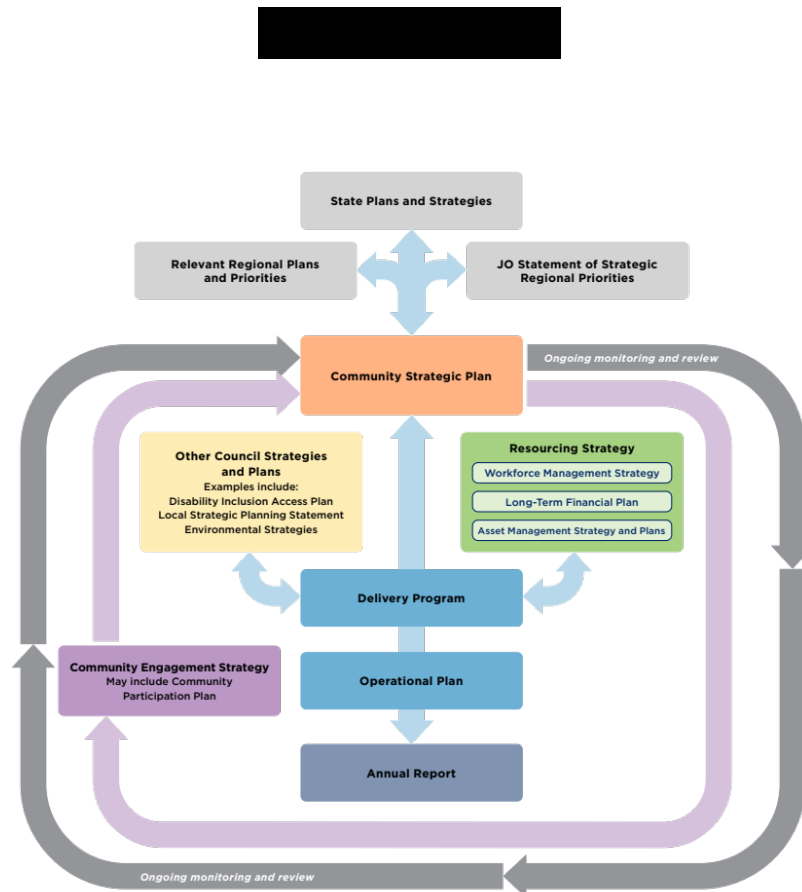 State Plans and Strategies
Relevant Regional Plans
and Priorities
JO Statement of Strategic
Regional Priorities
Community Strategic Plan
Ongoing monitoring and review
Other Council Strategies
and Plans
Examples include:
Disability Inclusion Access Plan
Local Strategic Planning Statement
Environmental Strategies
Resourcing Strategy
Workforce Management Strategy
Long-Term Financial Plan
Asset Management Strategy and Plans
Delivery Program
Community Engagement Strategy
May include Community
Participation Plan
Operational Plan
Annual Report
Ongoing monitoring and review